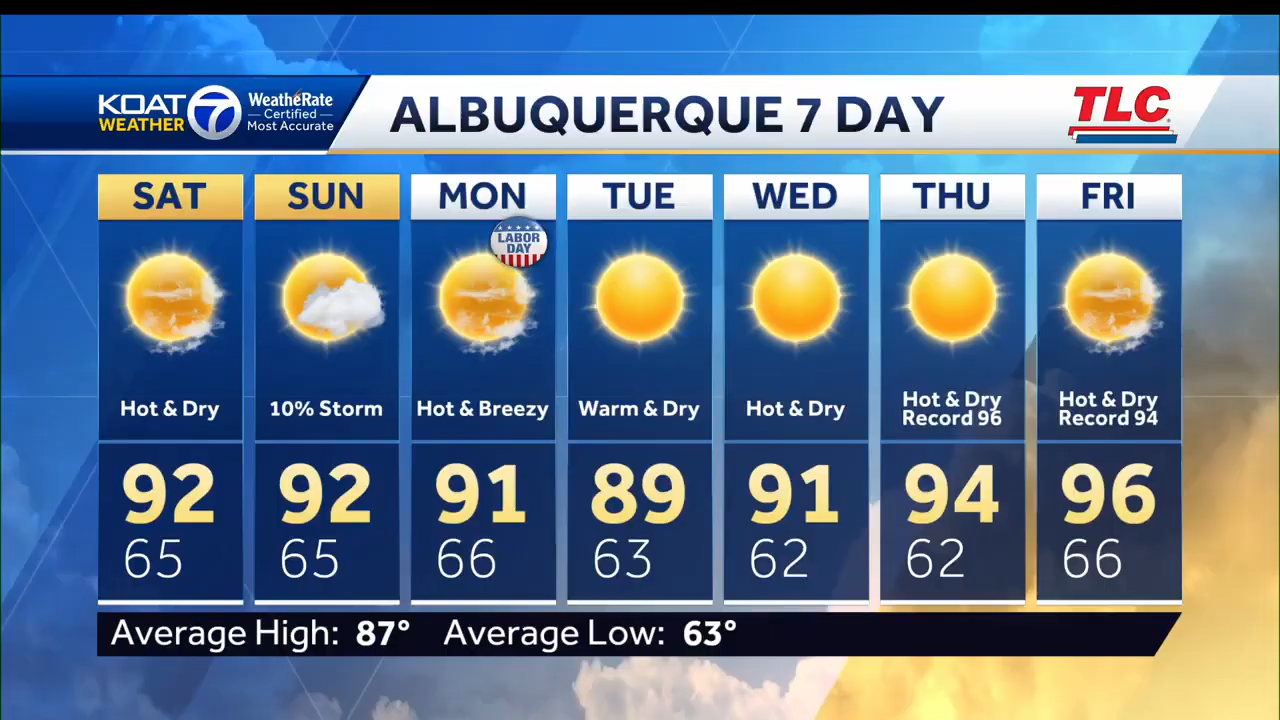 KOAT
WEATHER
7
WeatheRate
Certified
Most Accurate
ALBUQUERQUE 7 DAY
TLC
SAT
SUN
MON
TUE
WED
THU
FRI
LABOR
DAY
Hot & Dry
10% Storm
Hot & Breezy
Warm & Dry
Hot & Dry
Hot & Dry
Record 96
Hot & Dry
Record 94
92
92
91
89
91
94
96
65
65
66
63
62
62
66
Average High: 87° Average Low: 63°